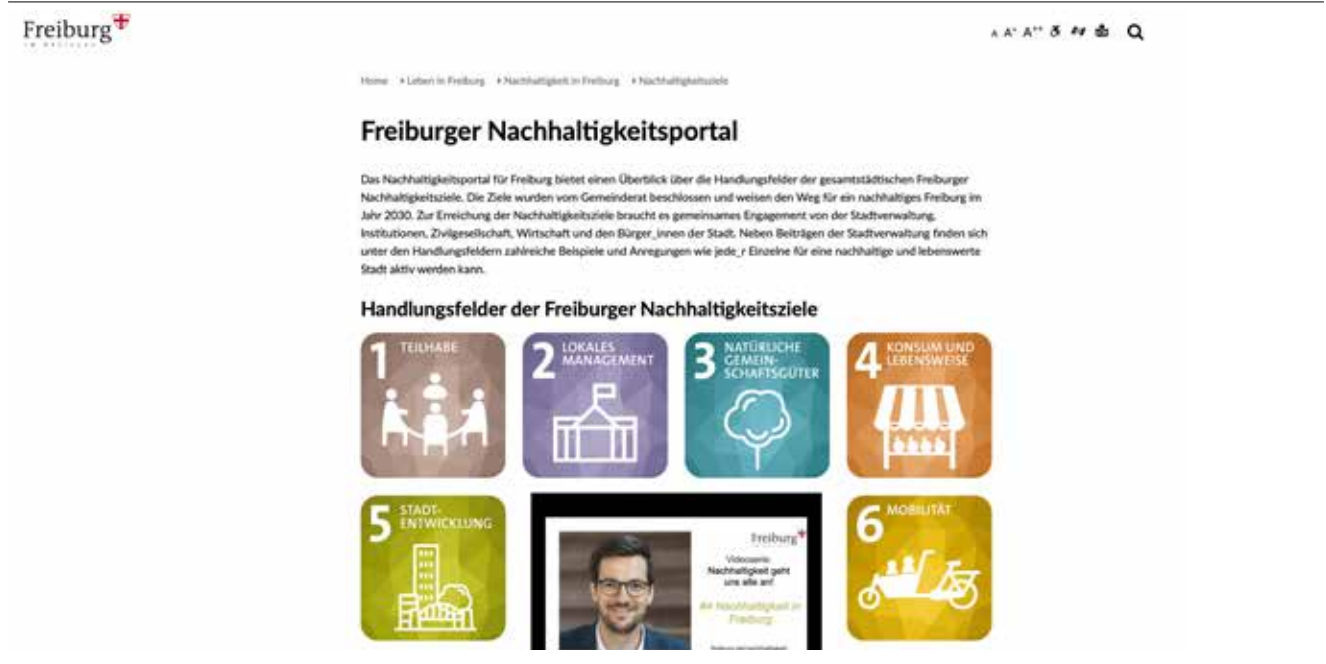 Freiburg
IM BREISGAU
A A+ A++
Home Leben in Freiburg Nachhaltigkeit in Freiburg Nachhaltigkeitsziele
Freiburger Nachhaltigkeitsportal
Das Nachhaltigkeitsportal für Freiburg bietet einen Überblick über die Handlungsfelder der gesamtstädtischen Freiburger
Nachhaltigkeitsziele. Die Ziele wurden vom Gemeinderat beschlossen und weisen den Weg für ein nachhaltiges Freiburg im
Jahr 2030. Zur Erreichung der Nachhaltigkeitsziele braucht es gemeinsames Engagement von der Stadtverwaltung,
Institutionen, Zivilgesellschaft, Wirtschaft und den Bürger_innen der Stadt. Neben Beiträgen der Stadtverwaltung finden sich
unter den Handlungsfeldern zahlreiche Beispiele und Anregungen wie jede_r Einzelne für eine nachhaltige und lebenswerte
Stadt aktiv werden kann.
Handlungsfelder der Freiburger Nachhaltigkeitsziele
1 TEILHABE
2 LOKALES
MANAGEMENT
3 NATÜRLICHE
GEMEIN-
SCHAFTSGÜTER
4 KONSUM UND
LEBENSWEISE
5 STADT-
ENTWICKLUNG
Freiburg
Videoserie:
Nachhaltigkeit geht
uns alle an!
#4 Nachhaltigkeit in
Freiburg
6 MOBILITÄT